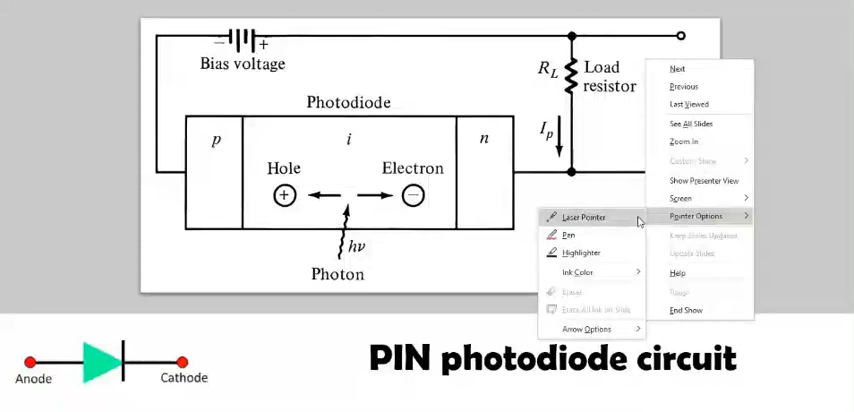 − +
Bias voltage
R_L Load
resistor
Photodiode
I_p
p i n
Hole Electron
+ −
hν
Photon
Next
Previous
Last Viewed
See All Slides
Zoom In
Custom Show
Show Presenter View
Screen
Pointer Options
Keep Slides Updated
Update Slides
Help
Pause
End Show
Laser Pointer
Pen
Highlighter
Ink Color
Eraser
Erase All Ink on Slide
Arrow Options
PIN photodiode circuit
Anode Cathode